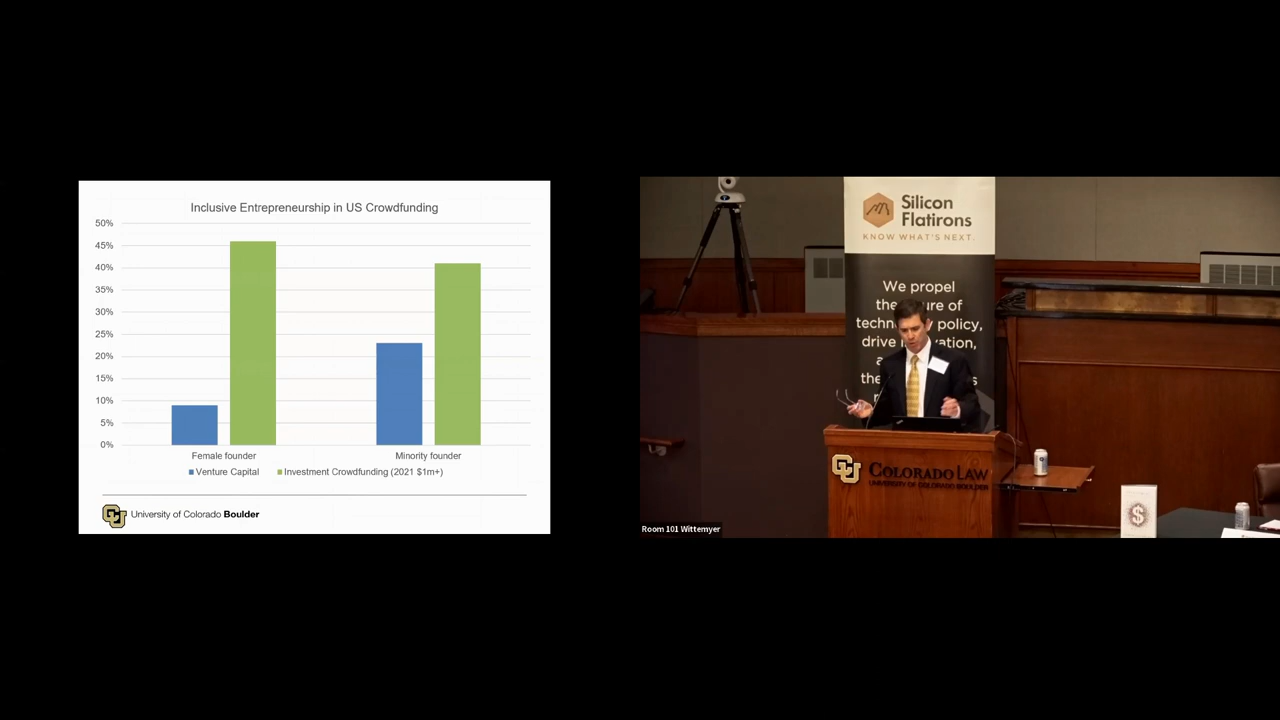 Inclusive Entrepreneurship in US Crowdfunding
50%
45%
40%
35%
30%
25%
20%
15%
10%
5%
0%
Female founder
Minority founder
Venture Capital
Investment Crowdfunding (2021 $1m+)
CU
University of Colorado Boulder
Silicon
Flatirons
KNOW WHAT'S NEXT.
We propel
of
policy,
drive
CU
COLORADO LAW
UNIVERSITY OF COLORADO BOULDER
$
Room 101 Wittemyer